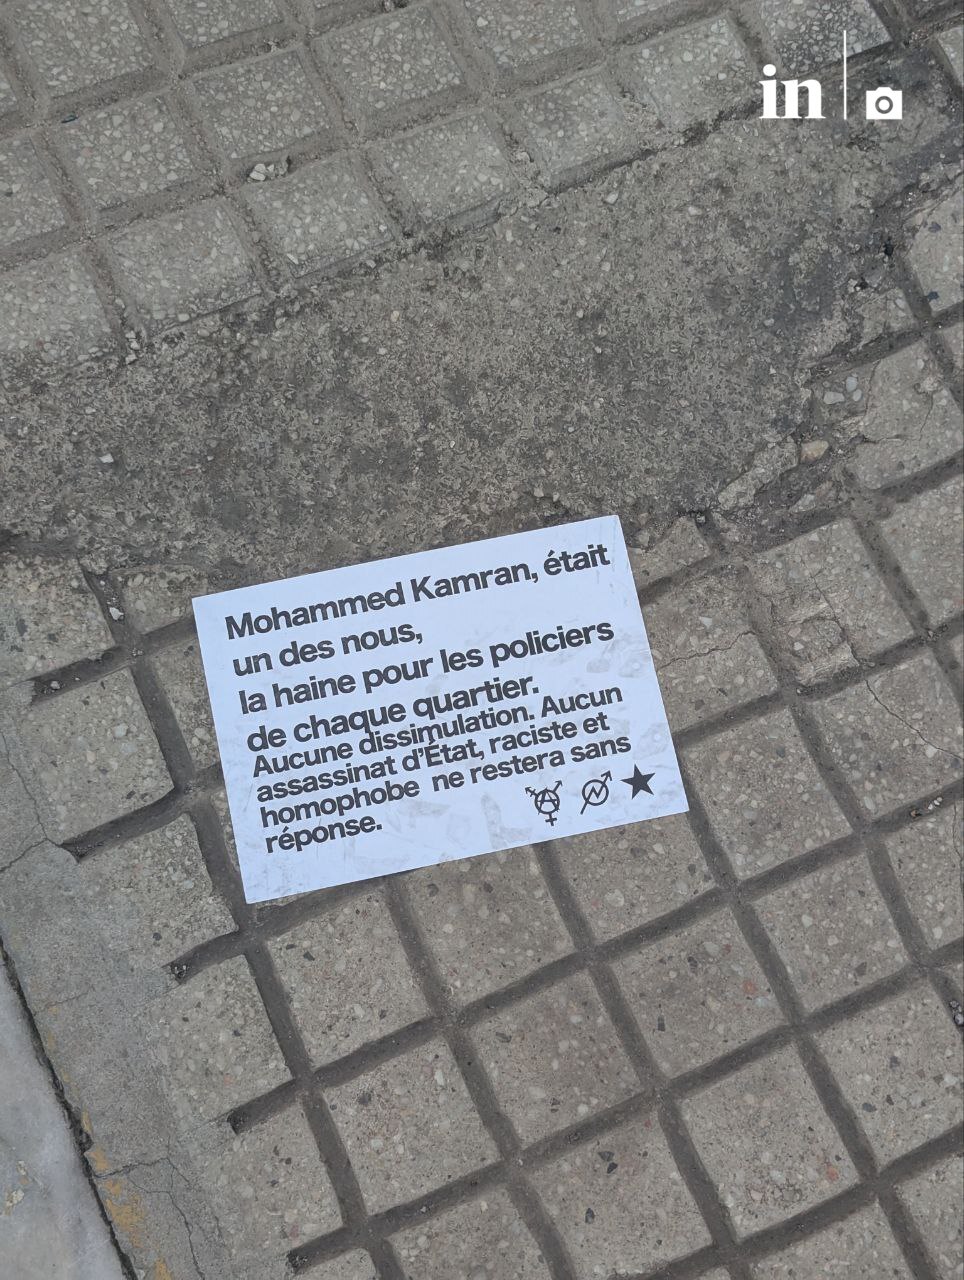 in
Mohammed Kamran, était
un des nous,
la haine pour les policiers
de chaque quartier.
Aucune dissimulation. Aucun
assassinat d'État, raciste et
homophobe ne restera sans
réponse.